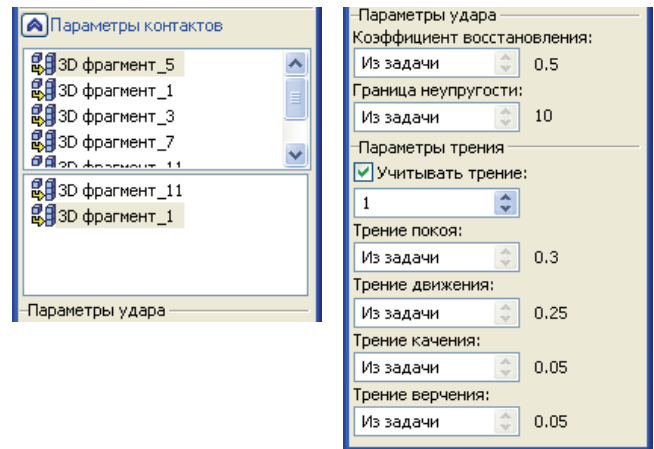 Параметры контактов
3D фрагмент_5
3D фрагмент_1
3D фрагмент_3
3D фрагмент_7
3D фрагмент_11
3D фрагмент_11
3D фрагмент_1
Параметры удара
Параметры удара
Коэффициент восстановления:
Из задачи 0.5
Граница неупругости:
Из задачи 10
Параметры трения
Учитывать трение:
1
Трение покоя:
Из задачи 0.3
Трение движения:
Из задачи 0.25
Трение качения:
Из задачи 0.05
Трение верчения:
Из задачи 0.05